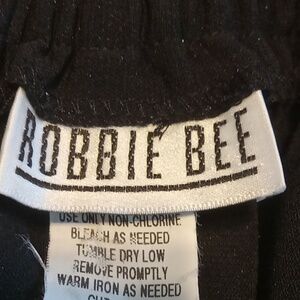 ROBBIE BEE
USE ONLY NON-CHLORINE
BLEACH AS NEEDED
TUMBLE DRY LOW
REMOVE PROMPTLY
WARM IRON AS NEEDED